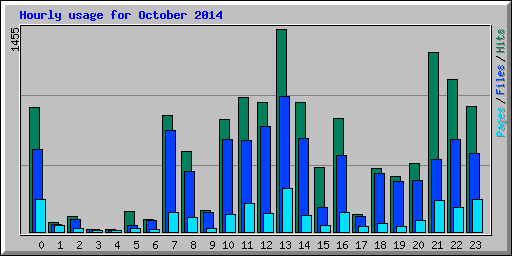 Hourly usage for October 2014
1455
Pages/Files/Hits
0 1 2 3 4 5 6 7 8 9 10 11 12 13 14 15 16 17 18 19 20 21 22 23